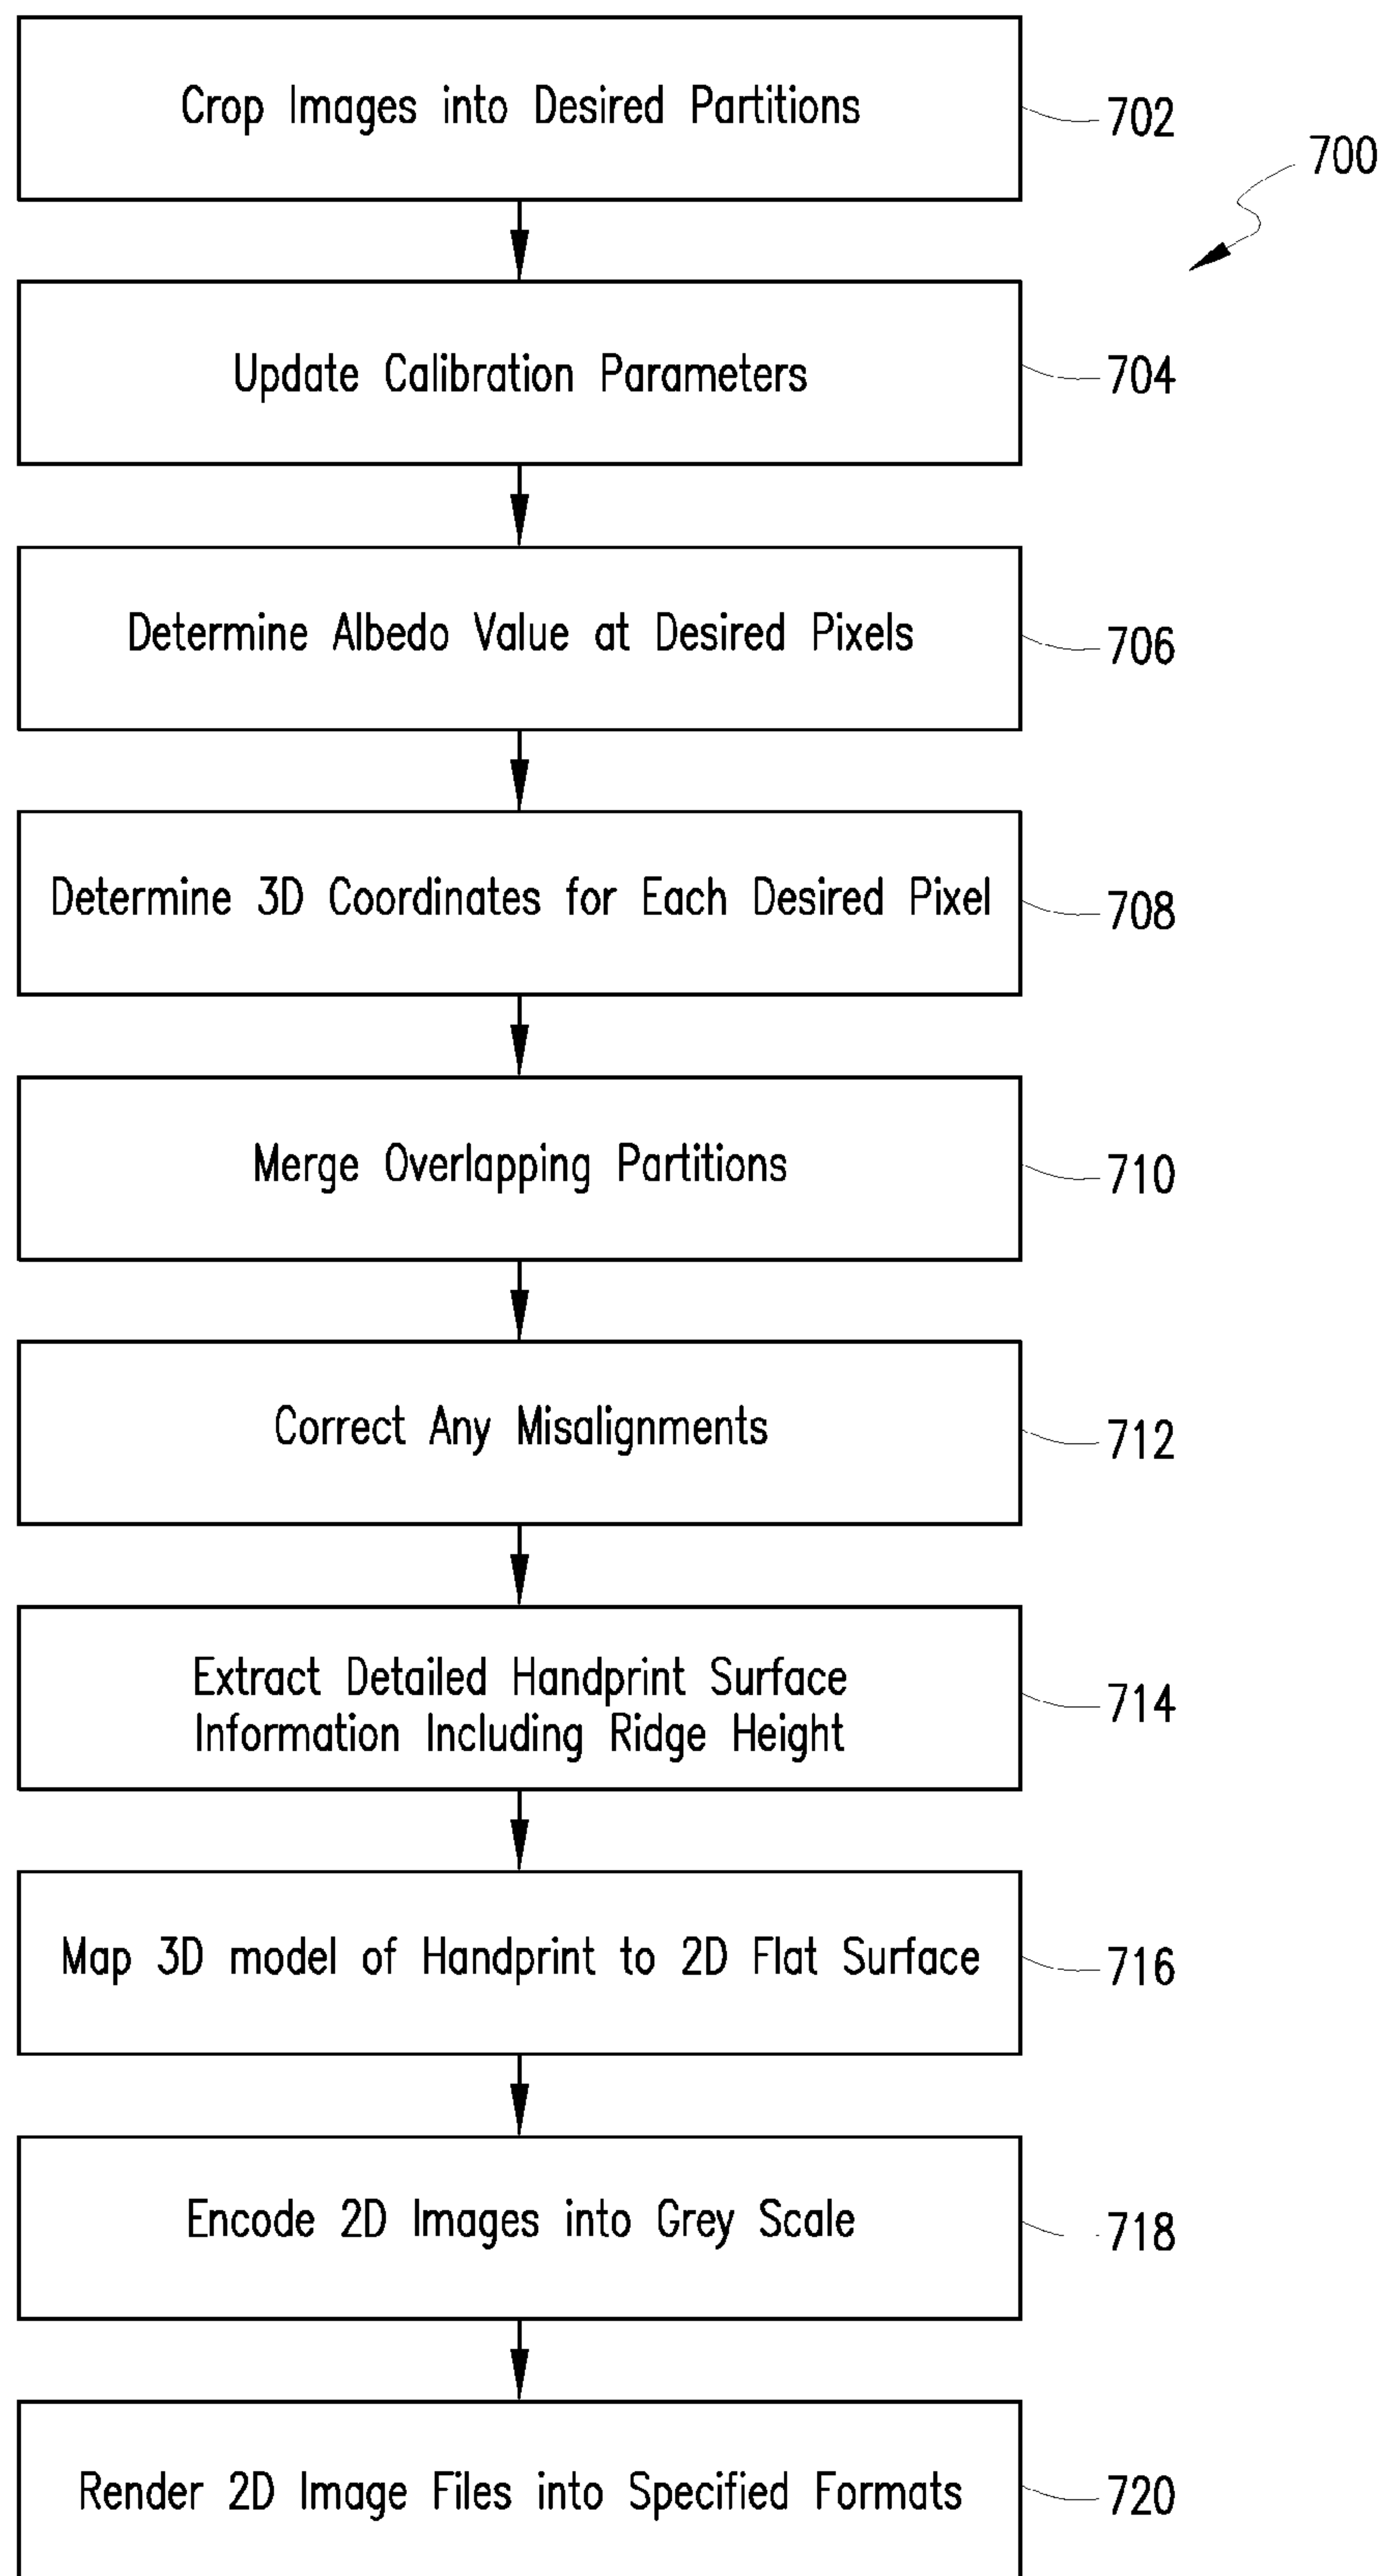 Crop Images into Desired Partitions
702
700
Update Calibration Parameters
704
Determine Albedo Value at Desired Pixels
706
Determine 3D Coordinates for Each Desired Pixel
708
Merge Overlapping Partitions
710
Correct Any Misalignments
712
Extract Detailed Handprint Surface
Information Including Ridge Height
714
Map 3D model of Handprint to 2D Flat Surface
716
Encode 2D Images into Grey Scale
718
Render 2D Image Files into Specified Formats
720